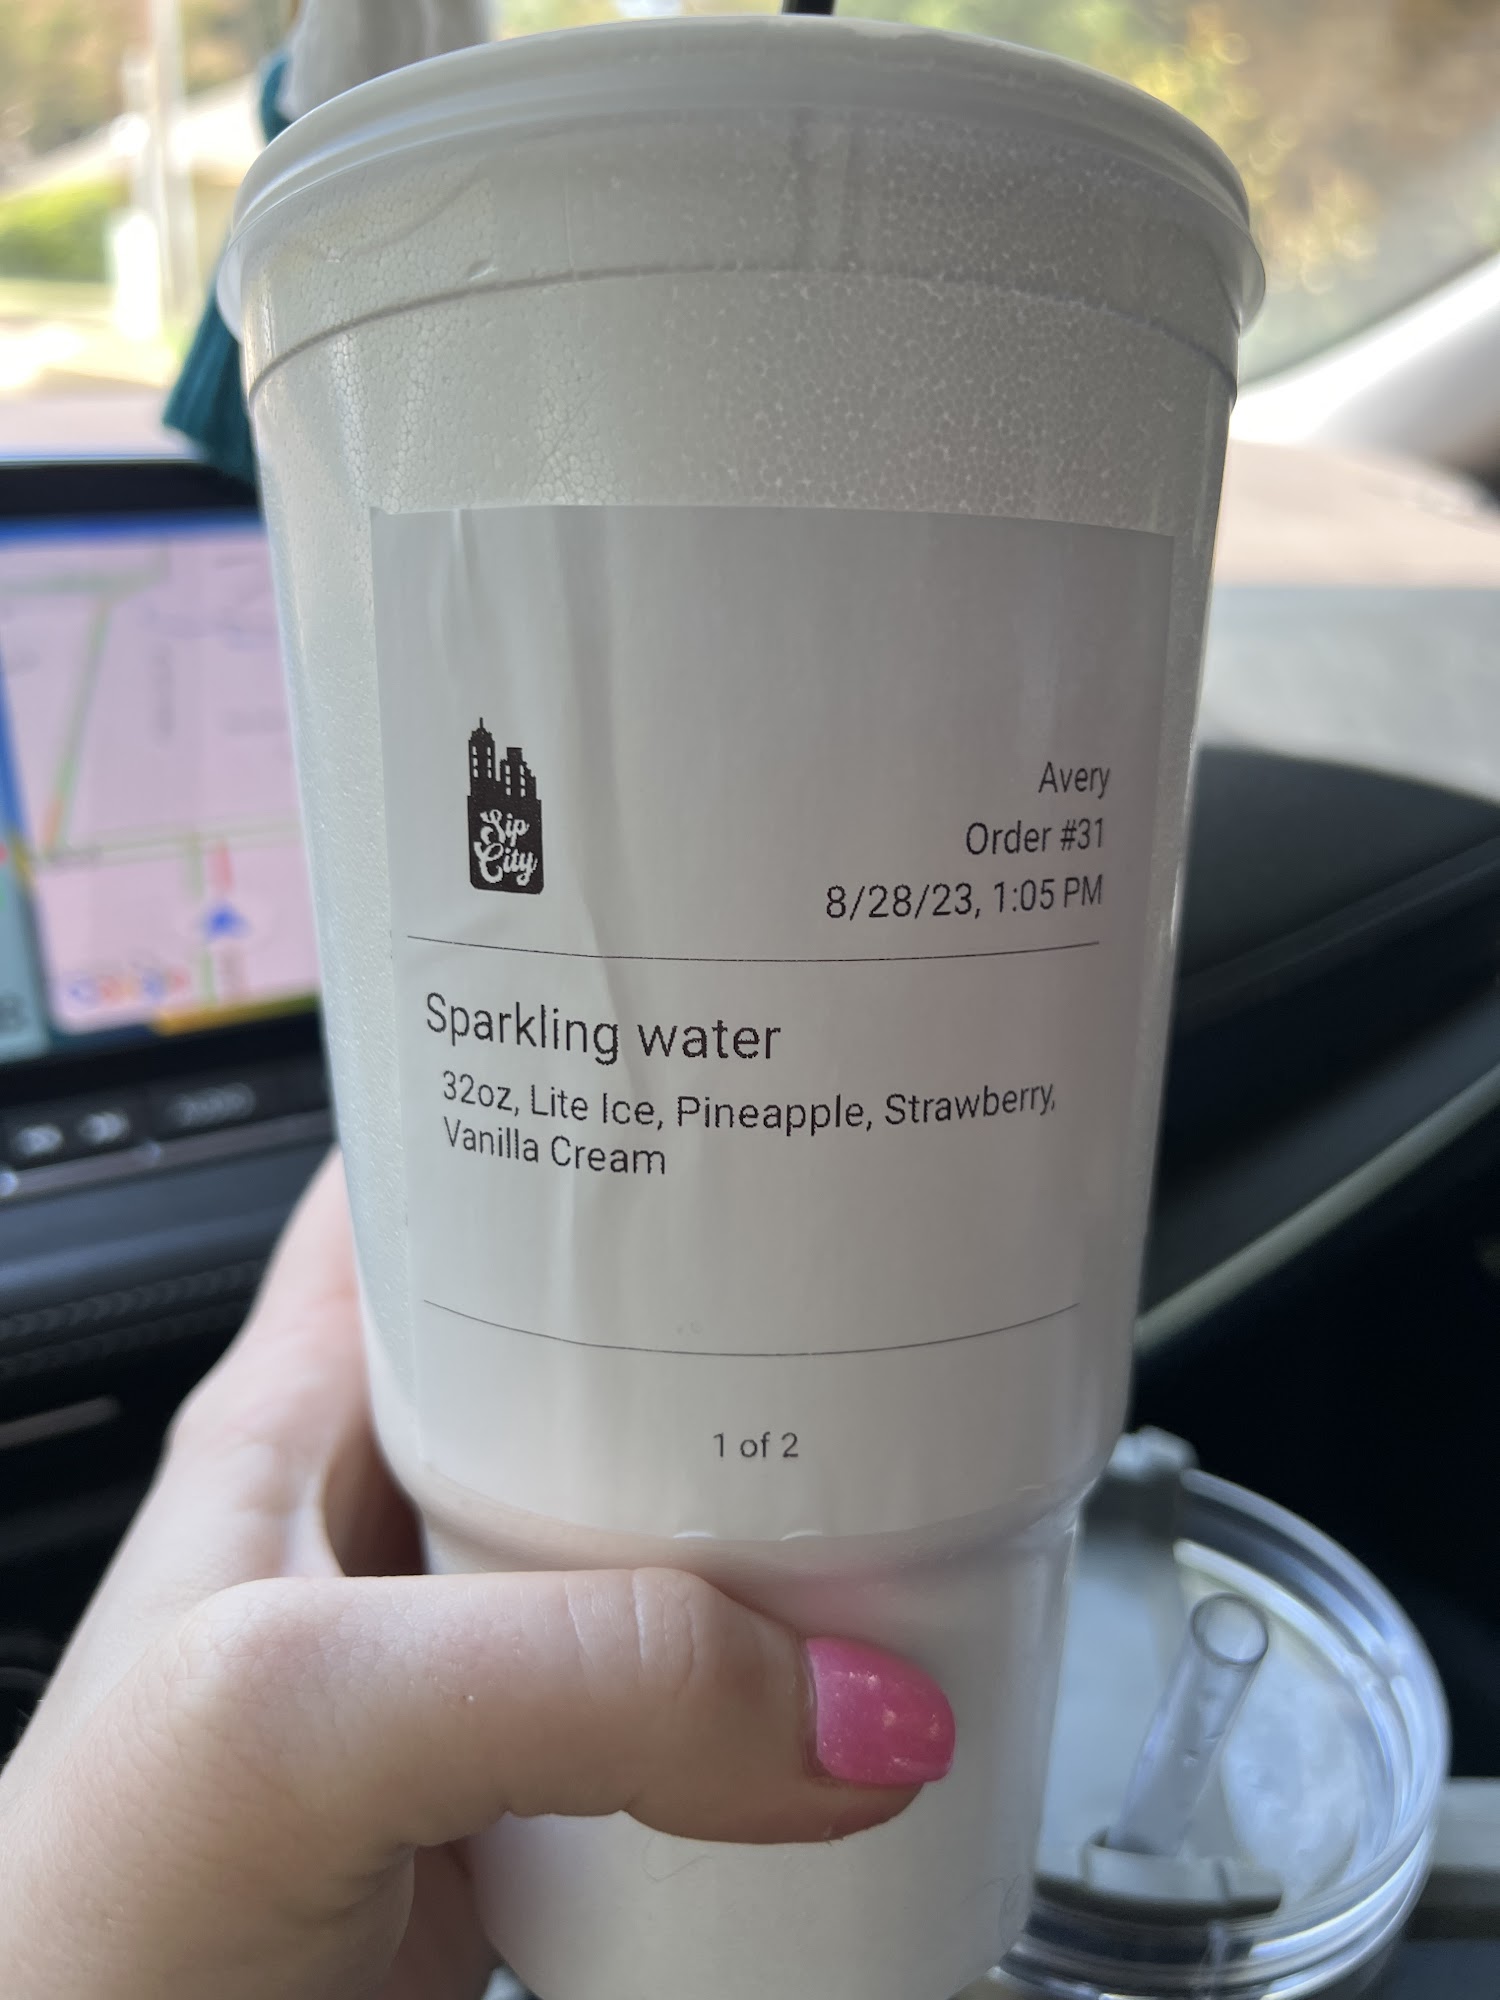 Sip
City
Avery
Order #31
8/28/23, 1:05 PM
Sparkling water
32oz, Lite Ice, Pineapple, Strawberry,
Vanilla Cream
1 of 2